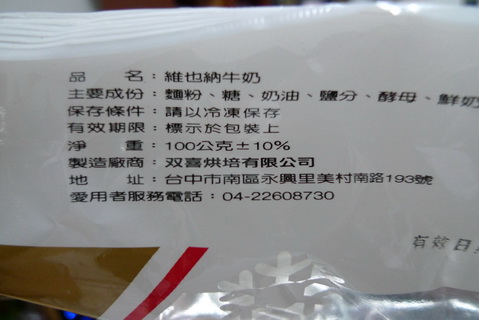 品　　名：維也納牛奶
主要成份：麵粉、糖、奶油、鹽分、酵母、鮮奶
保存條件：請以冷凍保存
有效期限：標示於包裝上
淨　　重：100公克±10%
製造廠商：双喜烘培有限公司
地　　址：台中市南區永興里美村南路193號
愛用者服務電話：04-22608730
有效日